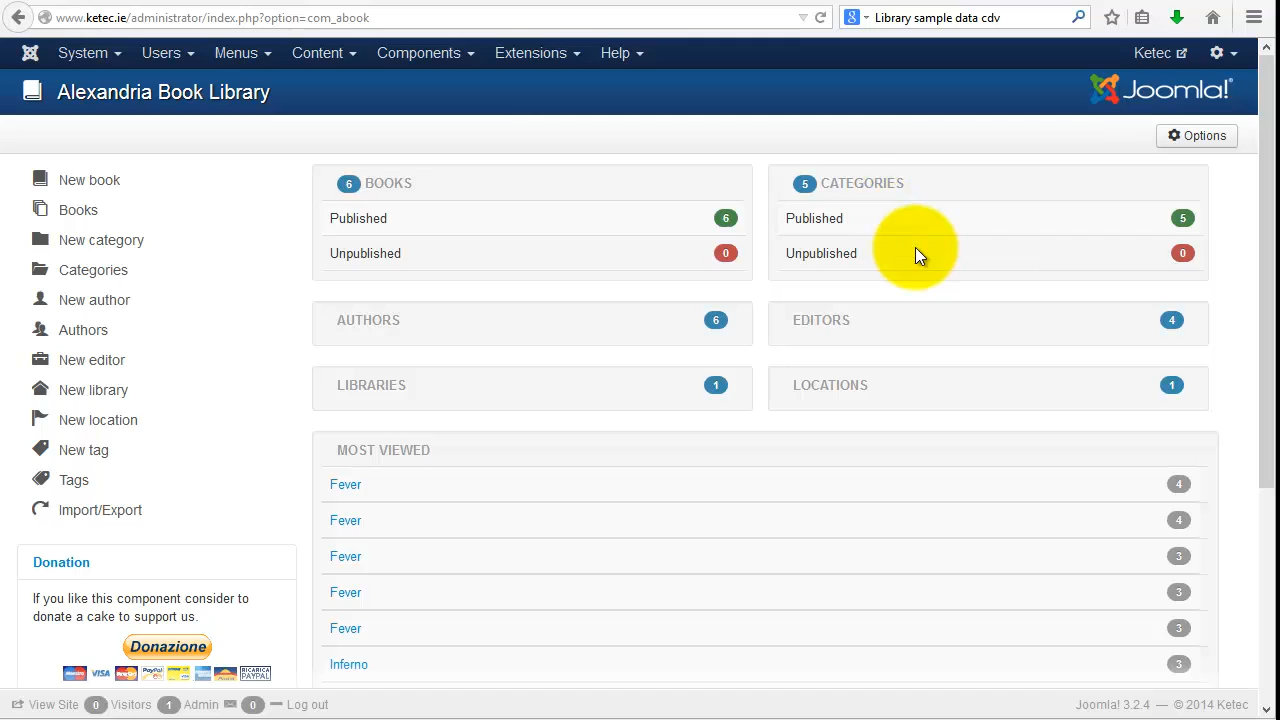 www.ketec.ie/administrator/index.php?option=com_abook
Library sample data cdv
System Users Menus Content Components Extensions Help Ketec
Alexandria Book Library
Joomla!
Options
New book
Books
New category
Categories
New author
Authors
New editor
New library
New location
New tag
Tags
Import/Export
Donation
If you like this component consider to
donate a cake to support us.
Donazione
VISA PayPal RICARICA PAYPAL
6 BOOKS
Published 6
Unpublished 0
5 CATEGORIES
Published 5
Unpublished 0
AUTHORS 6
EDITORS 4
LIBRARIES 1
LOCATIONS 1
MOST VIEWED
Fever 4
Fever 4
Fever 3
Fever 3
Fever 3
Inferno 3
View Site 0 Visitors 1 Admin 0 Log out
Joomla! 3.2.4 — © 2014 Ketec